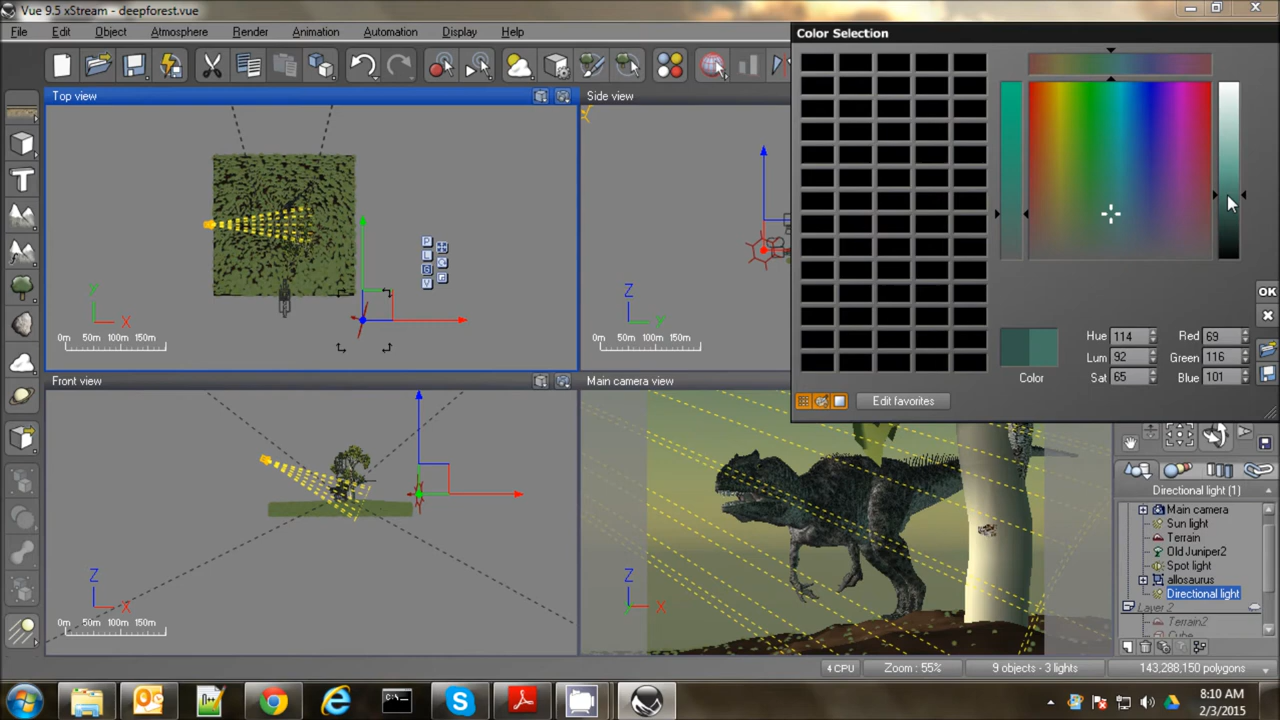 Vue 9.5 xStream - deepforest.vue
File Edit Object Atmosphere Render Animation Automation Display Help
Color Selection
Top view
Side view
P
L
G
V
C
G
Y
X
0m 50m 100m 150m
Z
Y
0m 50m 100m 150m
OK
Hue 114 Red 69
Lum 92 Green 116
Color Sat 65 Blue 101
Edit favorites
Front view
Main camera view
Z
X
0m 50m 100m 150m
Z
X
Directional light (1)
Main camera
Sun light
Terrain
Old Juniper2
Spot light
allosaurus
Directional light
Layer 2
Terrain2
Cube
4 CPU Zoom : 55% 9 objects - 3 lights 143,288,150 polygons
8:10 AM
2/3/2015